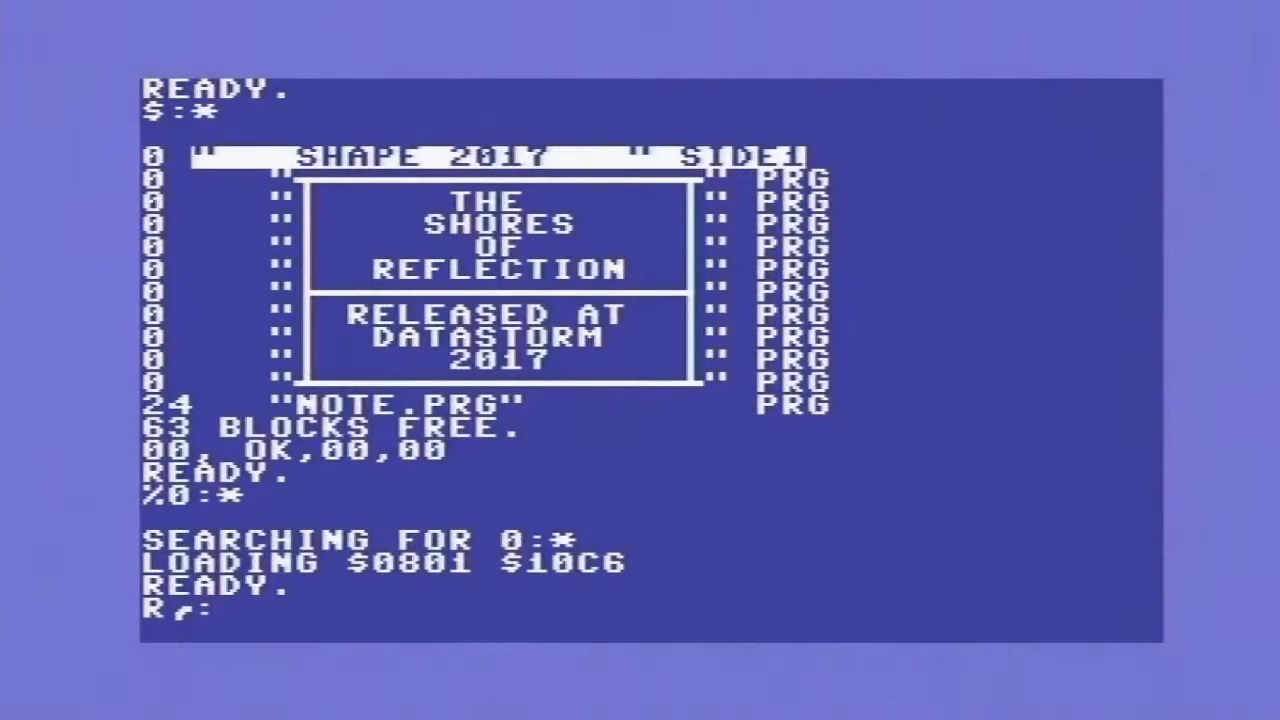 READY.
$:*
0 "    SHAPE 2017    " SIDE1
0 " " PRG
0 " THE " PRG
0 " SHORES " PRG
0 " OF " PRG
0 " REFLECTION " PRG
0 " " PRG
0 " RELEASED AT " PRG
0 " DATASTORM " PRG
0 " 2017 " PRG
0 " " PRG
24 "NOTE.PRG" PRG
63 BLOCKS FREE.
00, OK,00,00
READY.
%0:*
SEARCHING FOR 0:*
LOADING $0801 $10C6
READY.
R╭: